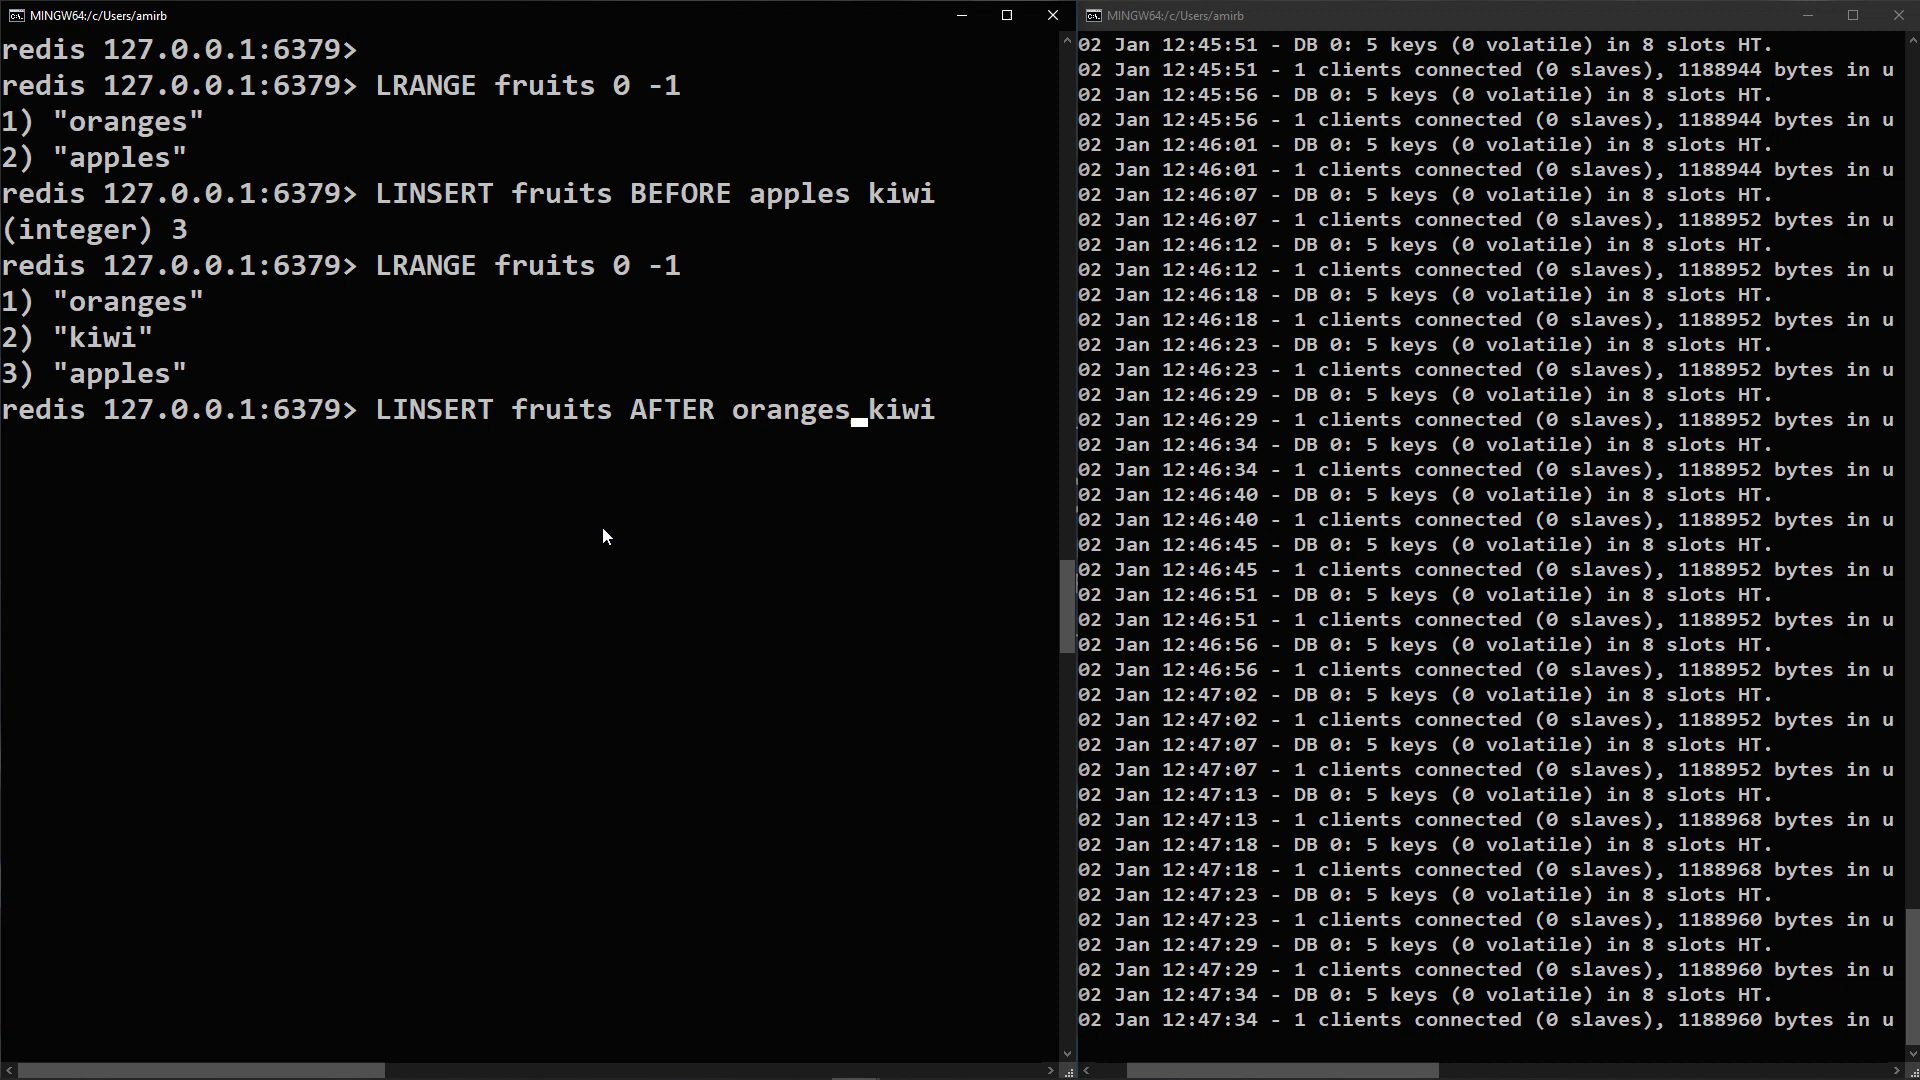 MINGW64:/c/Users/amirb
redis 127.0.0.1:6379>
redis 127.0.0.1:6379> LRANGE fruits 0 -1
1) "oranges"
2) "apples"
redis 127.0.0.1:6379> LINSERT fruits BEFORE apples kiwi
(integer) 3
redis 127.0.0.1:6379> LRANGE fruits 0 -1
1) "oranges"
2) "kiwi"
3) "apples"
redis 127.0.0.1:6379> LINSERT fruits AFTER oranges kiwi
MINGW64:/c/Users/amirb
02 Jan 12:45:51 - DB 0: 5 keys (0 volatile) in 8 slots HT.
02 Jan 12:45:51 - 1 clients connected (0 slaves), 1188944 bytes in u
02 Jan 12:45:56 - DB 0: 5 keys (0 volatile) in 8 slots HT.
02 Jan 12:45:56 - 1 clients connected (0 slaves), 1188944 bytes in u
02 Jan 12:46:01 - DB 0: 5 keys (0 volatile) in 8 slots HT.
02 Jan 12:46:01 - 1 clients connected (0 slaves), 1188944 bytes in u
02 Jan 12:46:07 - DB 0: 5 keys (0 volatile) in 8 slots HT.
02 Jan 12:46:07 - 1 clients connected (0 slaves), 1188952 bytes in u
02 Jan 12:46:12 - DB 0: 5 keys (0 volatile) in 8 slots HT.
02 Jan 12:46:12 - 1 clients connected (0 slaves), 1188952 bytes in u
02 Jan 12:46:18 - DB 0: 5 keys (0 volatile) in 8 slots HT.
02 Jan 12:46:18 - 1 clients connected (0 slaves), 1188952 bytes in u
02 Jan 12:46:23 - DB 0: 5 keys (0 volatile) in 8 slots HT.
02 Jan 12:46:23 - 1 clients connected (0 slaves), 1188952 bytes in u
02 Jan 12:46:29 - DB 0: 5 keys (0 volatile) in 8 slots HT.
02 Jan 12:46:29 - 1 clients connected (0 slaves), 1188952 bytes in u
02 Jan 12:46:34 - DB 0: 5 keys (0 volatile) in 8 slots HT.
02 Jan 12:46:34 - 1 clients connected (0 slaves), 1188952 bytes in u
02 Jan 12:46:40 - DB 0: 5 keys (0 volatile) in 8 slots HT.
02 Jan 12:46:40 - 1 clients connected (0 slaves), 1188952 bytes in u
02 Jan 12:46:45 - DB 0: 5 keys (0 volatile) in 8 slots HT.
02 Jan 12:46:45 - 1 clients connected (0 slaves), 1188952 bytes in u
02 Jan 12:46:51 - DB 0: 5 keys (0 volatile) in 8 slots HT.
02 Jan 12:46:51 - 1 clients connected (0 slaves), 1188952 bytes in u
02 Jan 12:46:56 - DB 0: 5 keys (0 volatile) in 8 slots HT.
02 Jan 12:46:56 - 1 clients connected (0 slaves), 1188952 bytes in u
02 Jan 12:47:02 - DB 0: 5 keys (0 volatile) in 8 slots HT.
02 Jan 12:47:02 - 1 clients connected (0 slaves), 1188952 bytes in u
02 Jan 12:47:07 - DB 0: 5 keys (0 volatile) in 8 slots HT.
02 Jan 12:47:07 - 1 clients connected (0 slaves), 1188952 bytes in u
02 Jan 12:47:13 - DB 0: 5 keys (0 volatile) in 8 slots HT.
02 Jan 12:47:13 - 1 clients connected (0 slaves), 1188968 bytes in u
02 Jan 12:47:18 - DB 0: 5 keys (0 volatile) in 8 slots HT.
02 Jan 12:47:18 - 1 clients connected (0 slaves), 1188968 bytes in u
02 Jan 12:47:23 - DB 0: 5 keys (0 volatile) in 8 slots HT.
02 Jan 12:47:23 - 1 clients connected (0 slaves), 1188960 bytes in u
02 Jan 12:47:29 - DB 0: 5 keys (0 volatile) in 8 slots HT.
02 Jan 12:47:29 - 1 clients connected (0 slaves), 1188960 bytes in u
02 Jan 12:47:34 - DB 0: 5 keys (0 volatile) in 8 slots HT.
02 Jan 12:47:34 - 1 clients connected (0 slaves), 1188960 bytes in u